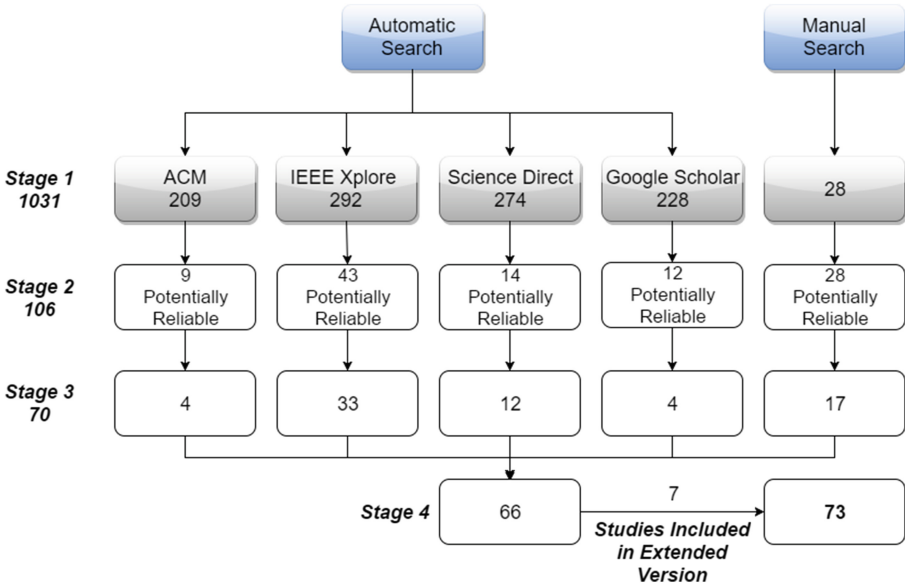 Automatic
Search
Manual
Search
Stage 1
1031
ACM
209
IEEE Xplore
292
Science Direct
274
Google Scholar
228
28
Stage 2
106
9
Potentially
Reliable
43
Potentially
Reliable
14
Potentially
Reliable
12
Potentially
Reliable
28
Potentially
Reliable
Stage 3
70
4
33
12
4
17
Stage 4
66
7
Studies Included
in Extended
Version
73